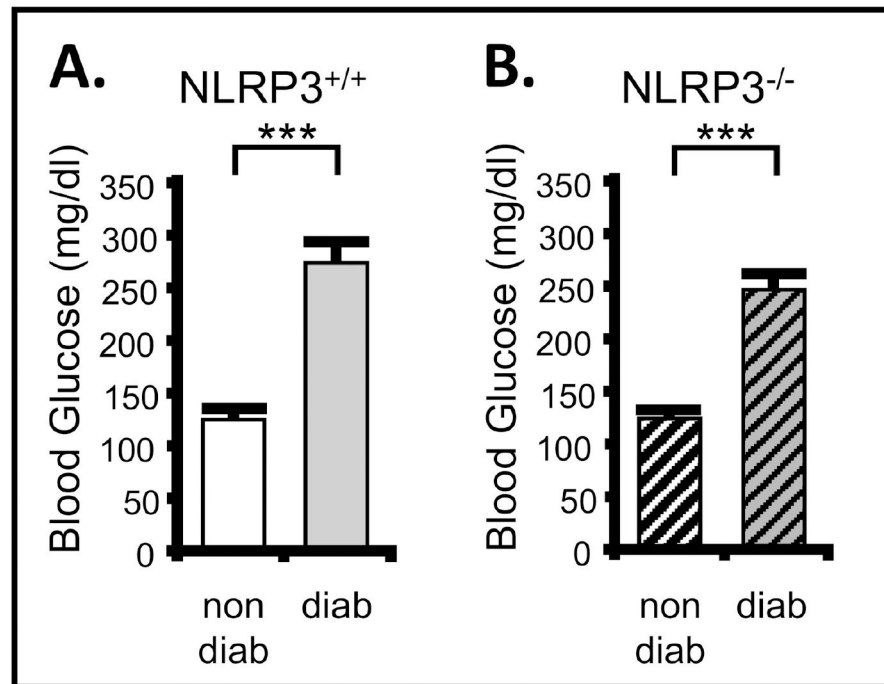 A.
NLRP3+/+
***
Blood Glucose (mg/dl)
350
300
250
200
150
100
50
0
non diab
diab
B.
NLRP3-/-
***
Blood Glucose (mg/dl)
350
300
250
200
150
100
50
0
non diab
diab